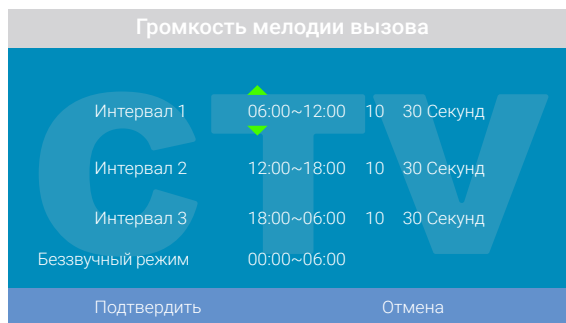 Громкость мелодии вызова
CTV
Интервал 1 06:00~12:00 10 30 Секунд
Интервал 2 12:00~18:00 10 30 Секунд
Интервал 3 18:00~06:00 10 30 Секунд
Беззвучный режим 00:00~06:00
Подтвердить Отмена